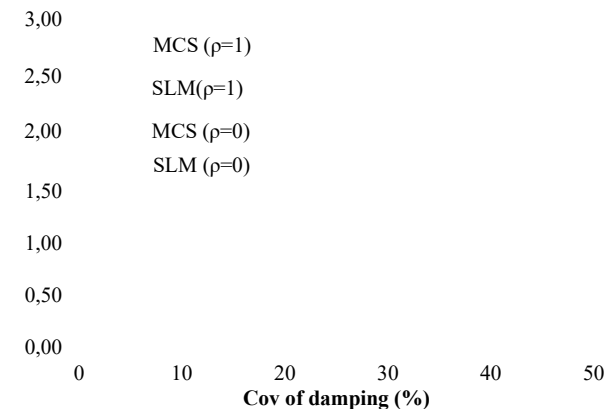 3,00
MCS (ρ=1)
2,50
SLM(ρ=1)
2,00
MCS (ρ=0)
SLM (ρ=0)
1,50
1,00
0,50
0,00
0 10 20 30 40 50
Cov of damping (%)